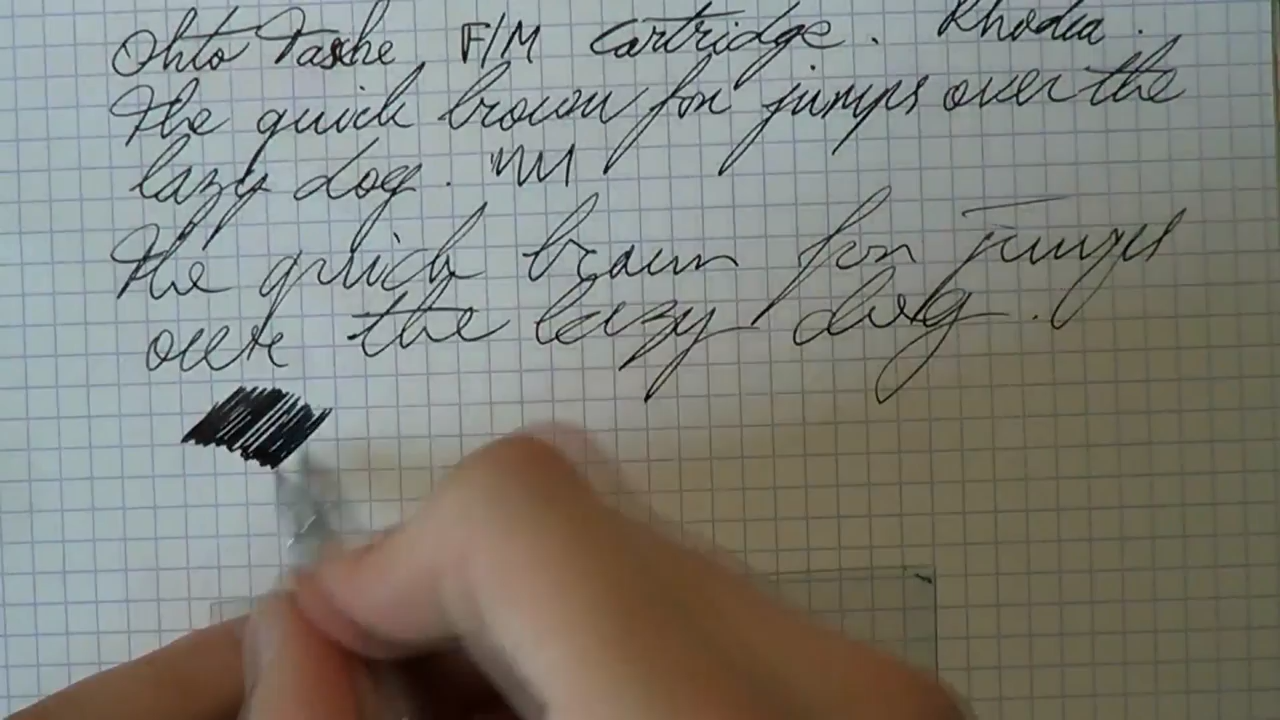 Ohto Tasche F/M Cartridge. Rhodia.
The quick brown fox jumps over the
lazy dog.
The quick brown fox jumps
over the lazy dog.